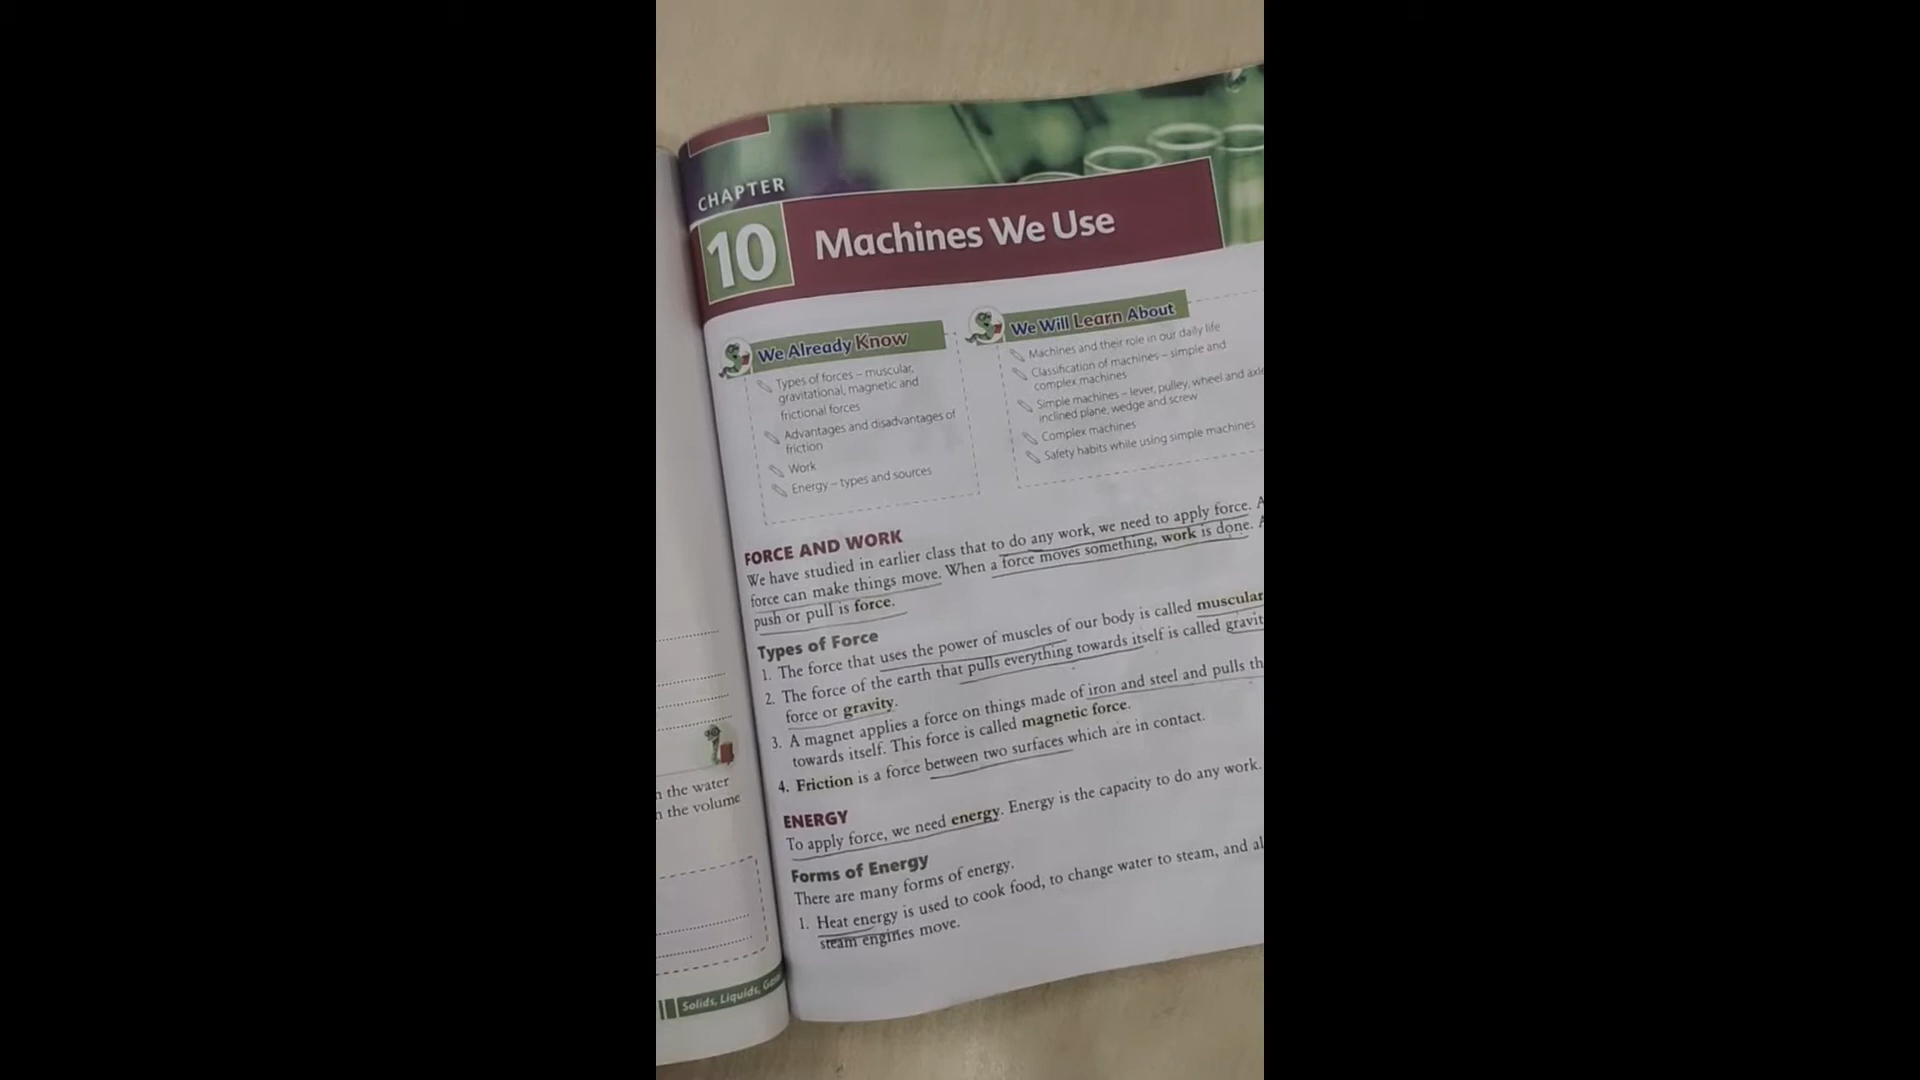 CHAPTER
10
Machines We Use
We Already Know
Types of forces – muscular,
gravitational, magnetic and
frictional forces
Advantages and disadvantages of
friction
Work
Energy – types and sources
We Will Learn About
Machines and their role in our daily life
Classification of machines – simple and
complex machines
Simple machines – lever, pulley, wheel and axle
inclined plane, wedge and screw
Complex machines
Safety habits while using simple machines
FORCE AND WORK
We have studied in earlier class that to do any work, we need to apply force. A
force can make things move. When a force moves something, work is done. A
push or pull is force.
Types of Force
1. The force that uses the power of muscles of our body is called muscular
2. The force of the earth that pulls everything towards itself is called gravit
force or gravity.
3. A magnet applies a force on things made of iron and steel and pulls th
towards itself. This force is called magnetic force.
4. Friction is a force between two surfaces which are in contact.
ENERGY
To apply force, we need energy. Energy is the capacity to do any work.
Forms of Energy
There are many forms of energy.
1. Heat energy is used to cook food, to change water to steam, and al
steam engines move.
the water
the volume
Solids, Liquids,